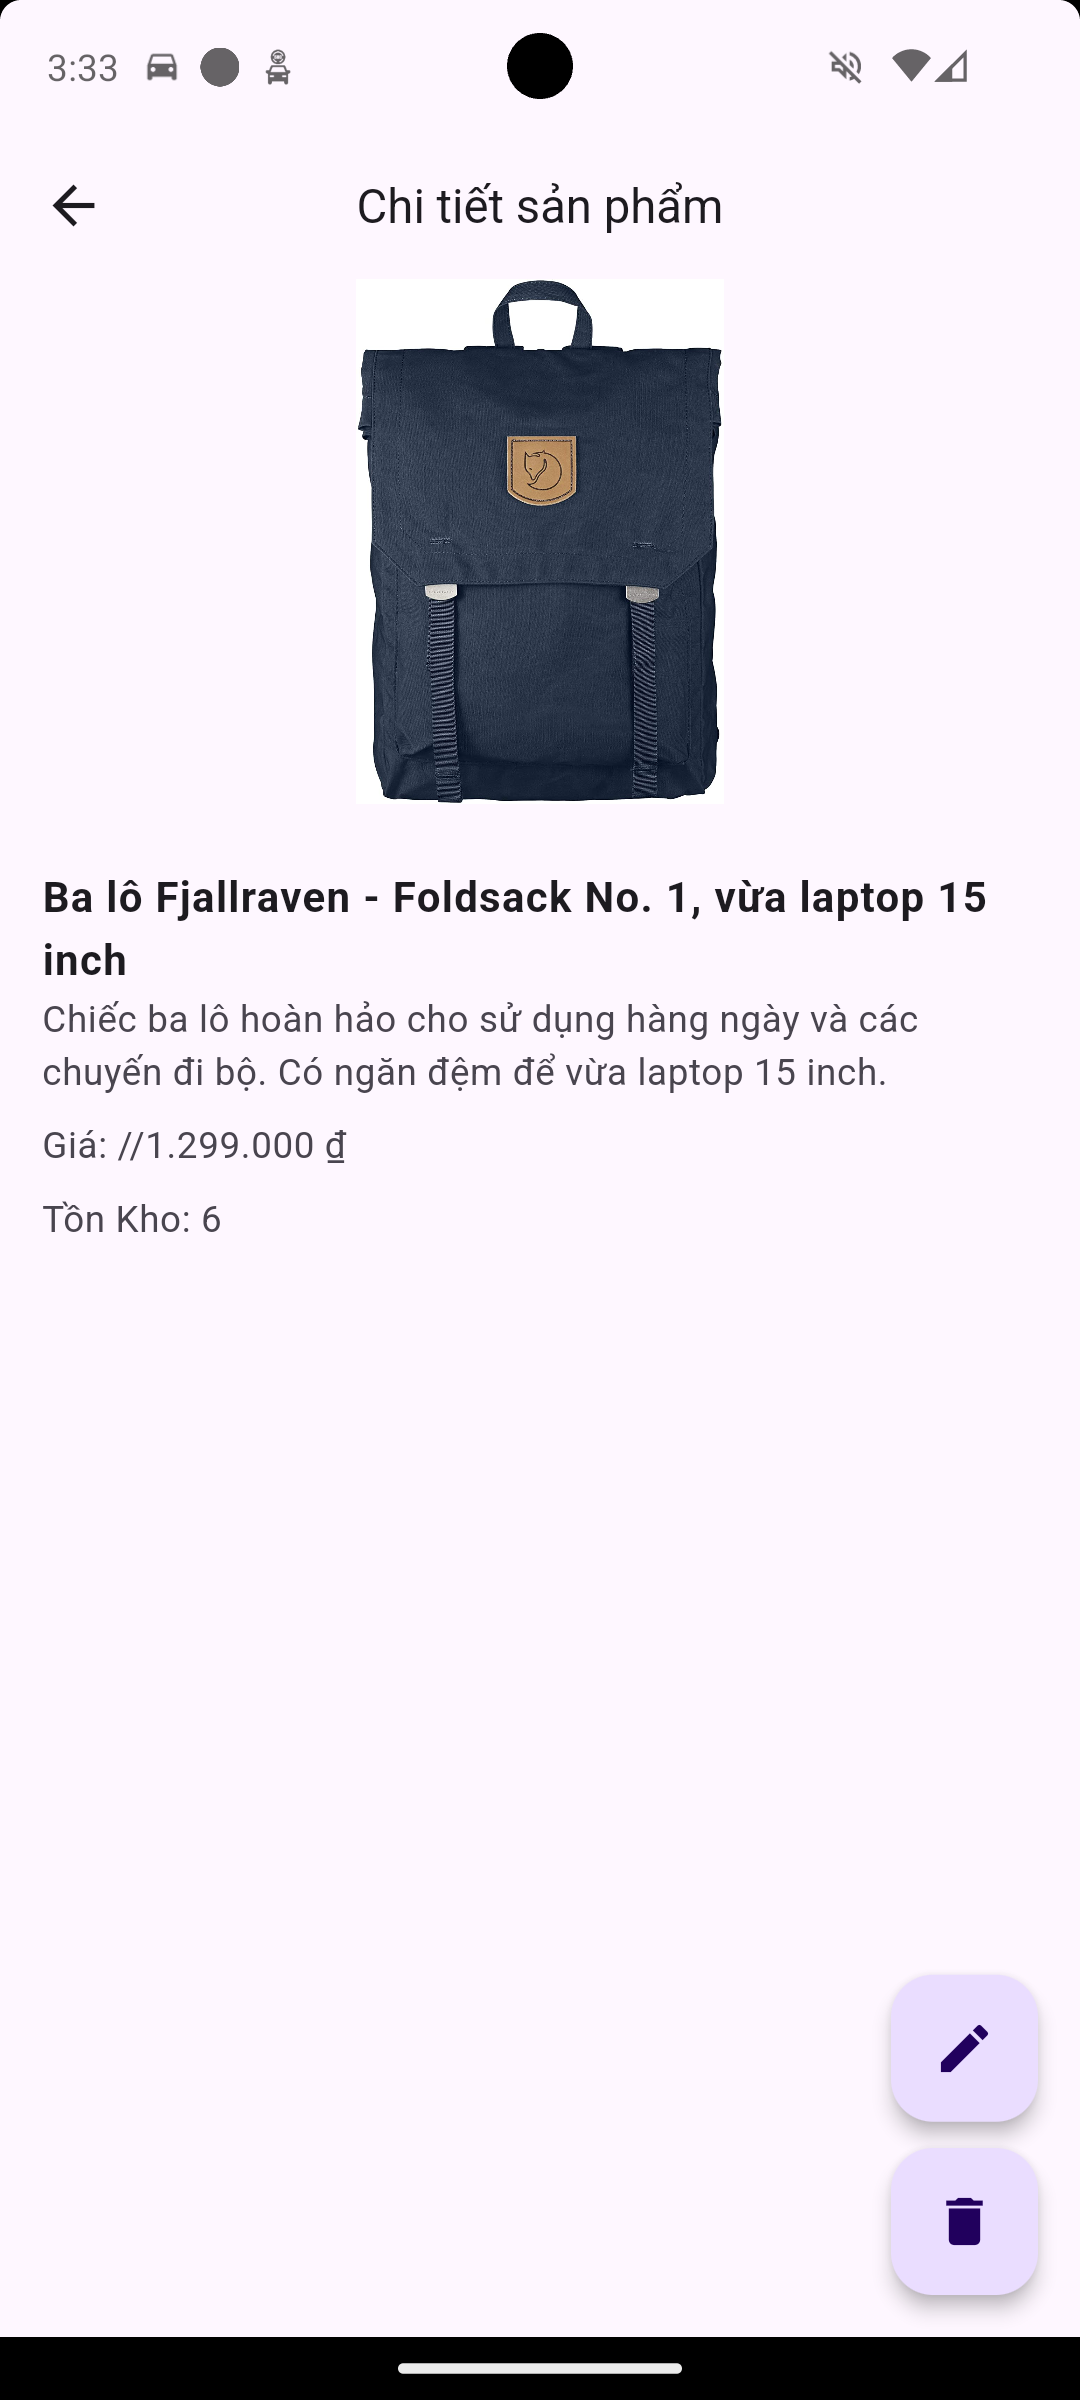 3:33
Chi tiết sản phẩm
Ba lô Fjallraven - Foldsack No. 1, vừa laptop 15
inch
Chiếc ba lô hoàn hảo cho sử dụng hàng ngày và các
chuyến đi bộ. Có ngăn đệm để vừa laptop 15 inch.
Giá: //1.299.000 ₫
Tồn Kho: 6